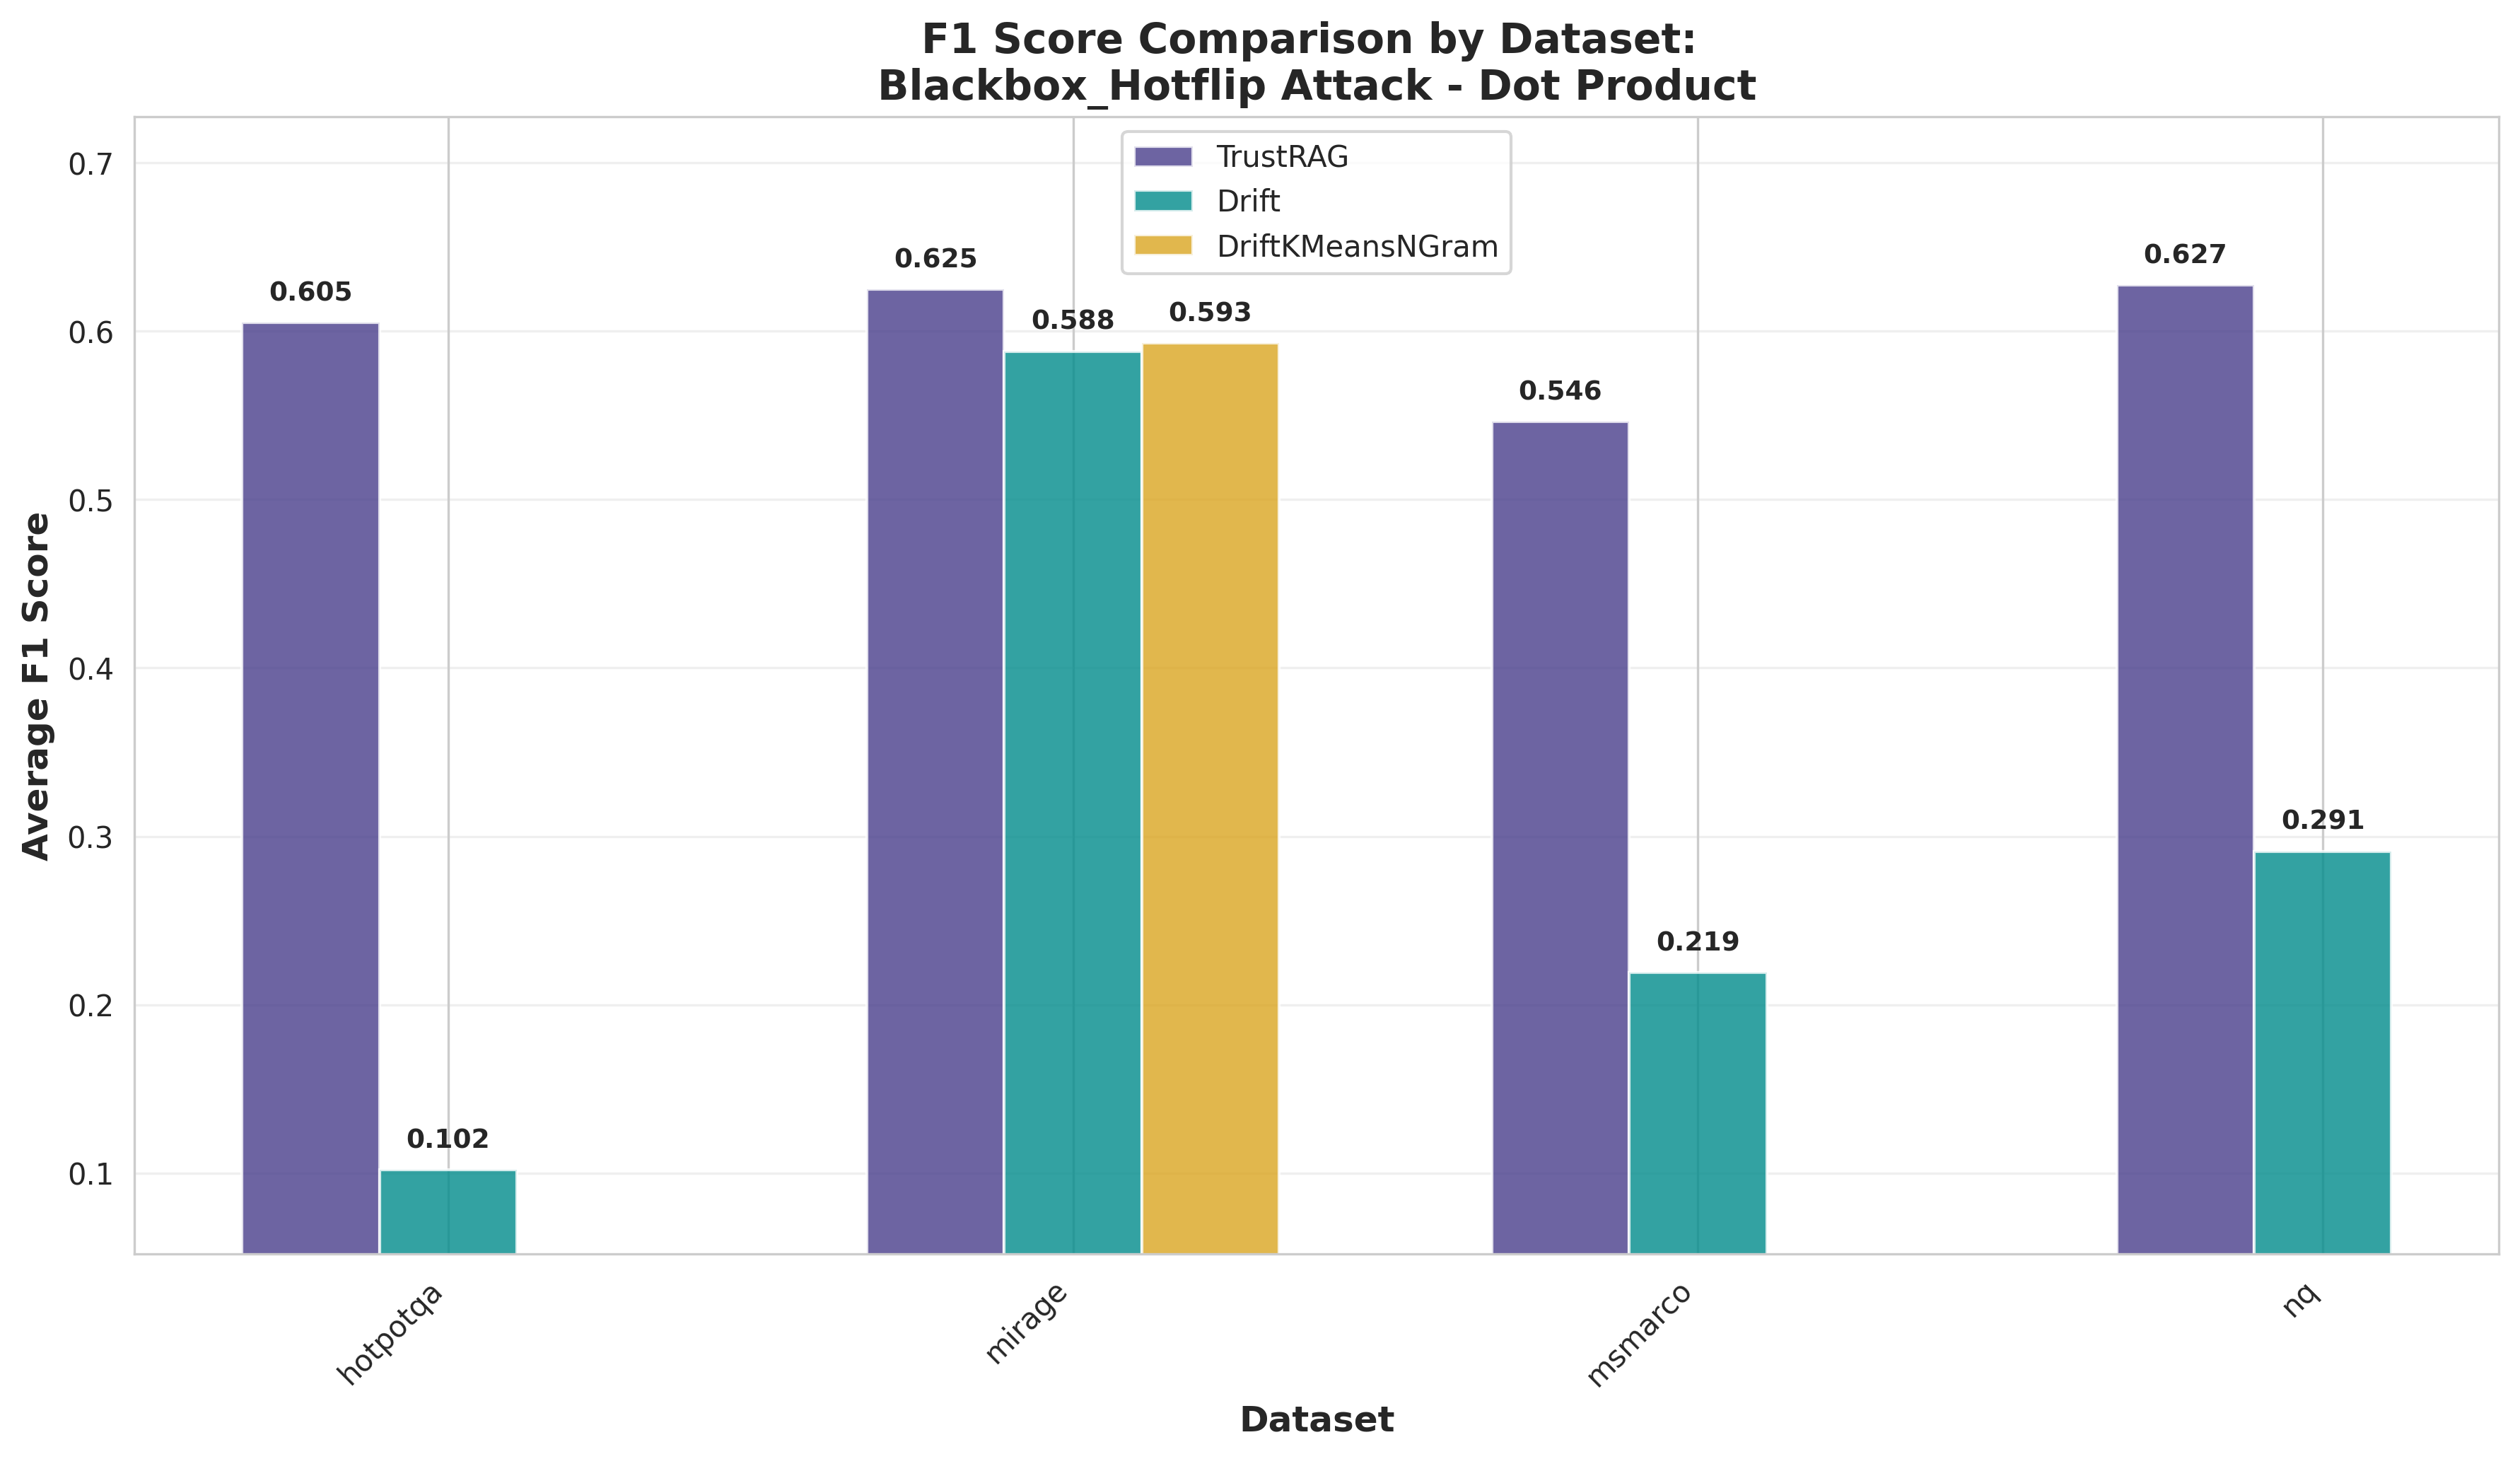 F1 Score Comparison by Dataset:
Blackbox_Hotflip Attack - Dot Product
TrustRAG
Drift
DriftKMeansNGram
Average F1 Score
0.7
0.6
0.5
0.4
0.3
0.2
0.1
0.605
0.102
0.625
0.588
0.593
0.546
0.219
0.627
0.291
hotpotqa
mirage
msmarco
nq
Dataset